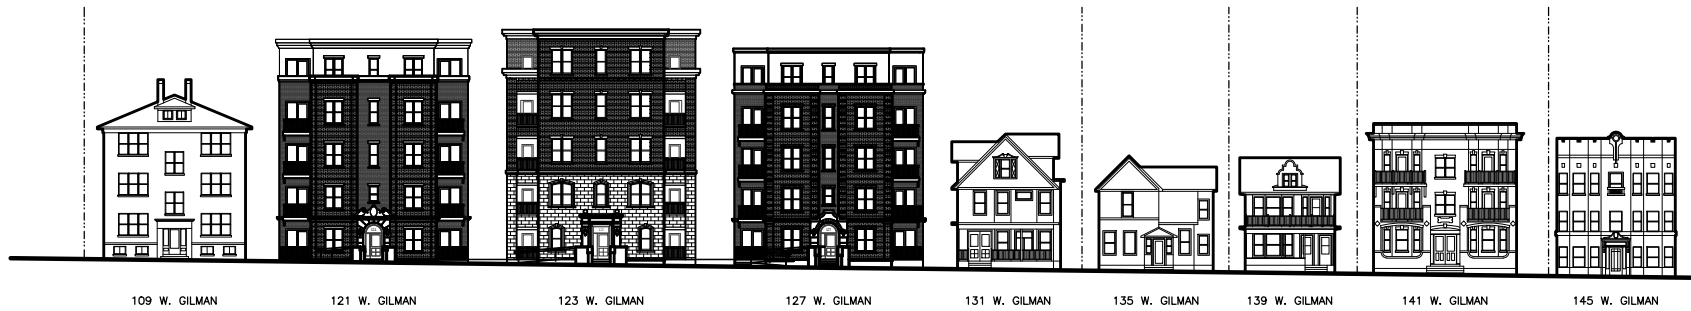 109 W. GILMAN
121 W. GILMAN
123 W. GILMAN
127 W. GILMAN
131 W. GILMAN
135 W. GILMAN
139 W. GILMAN
141 W. GILMAN
145 W. GILMAN